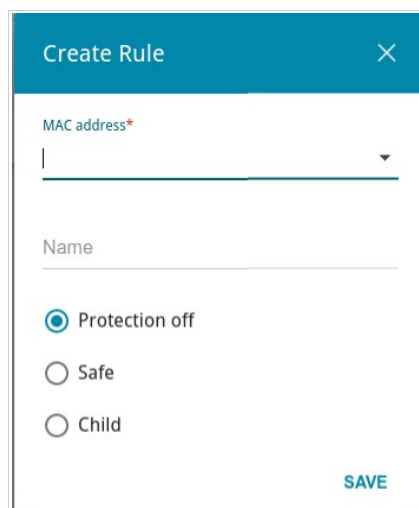 Create Rule
MAC address*
Name
Protection off
Safe
Child
SAVE